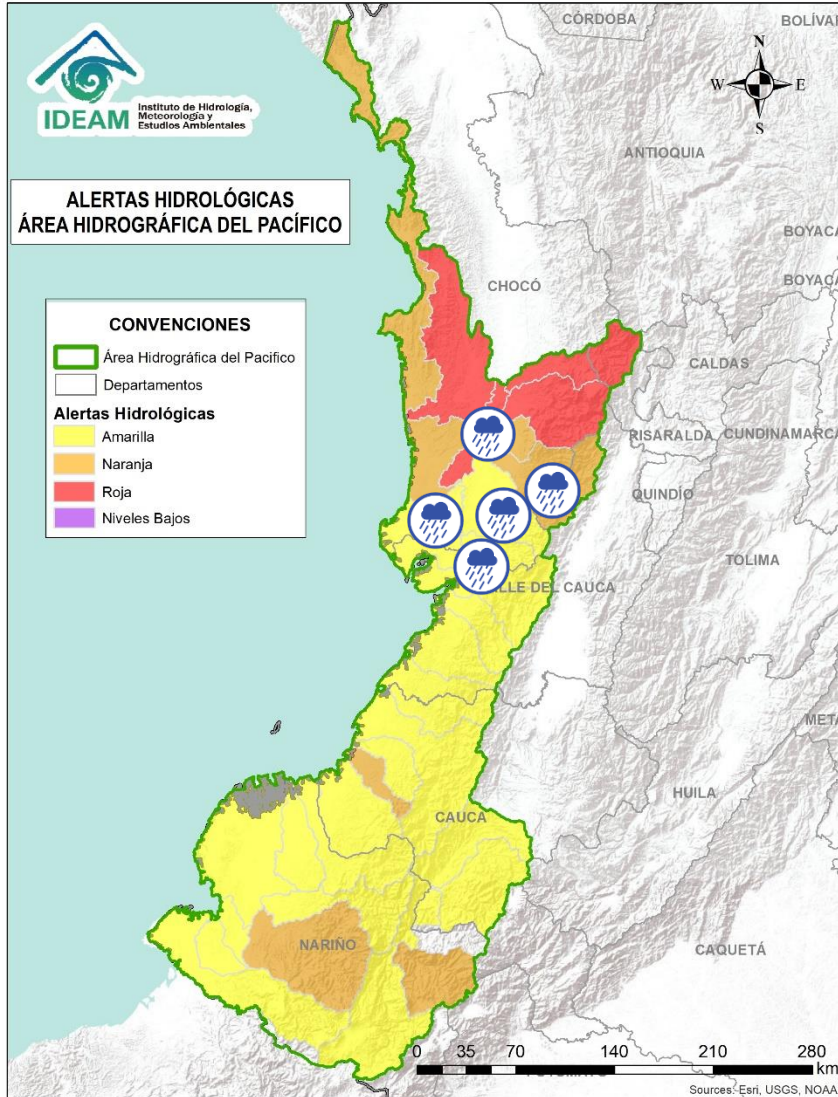 CÓRDOBA
BOLÍVAR
IDEAM
Instituto de Hidrología,
Meteorología y
Estudios Ambientales
N
W E
S
ANTIOQUIA
ALERTAS HIDROLÓGICAS
ÁREA HIDROGRÁFICA DEL PACÍFICO
BOYACÁ
BOYACÁ
CHOCÓ
CONVENCIONES
Área Hidrográfica del Pacifico
Departamentos
Alertas Hidrológicas
Amarilla
Naranja
Roja
Niveles Bajos
CALDAS
RISARALDA
CUNDINAMARCA
QUINDÍO
TOLIMA
LLE DEL CAUCA
META
HUILA
CAUCA
NARIÑO
CAQUETÁ
0 35 70 140 210 280
km
Sources: Esri, USGS, NOAA